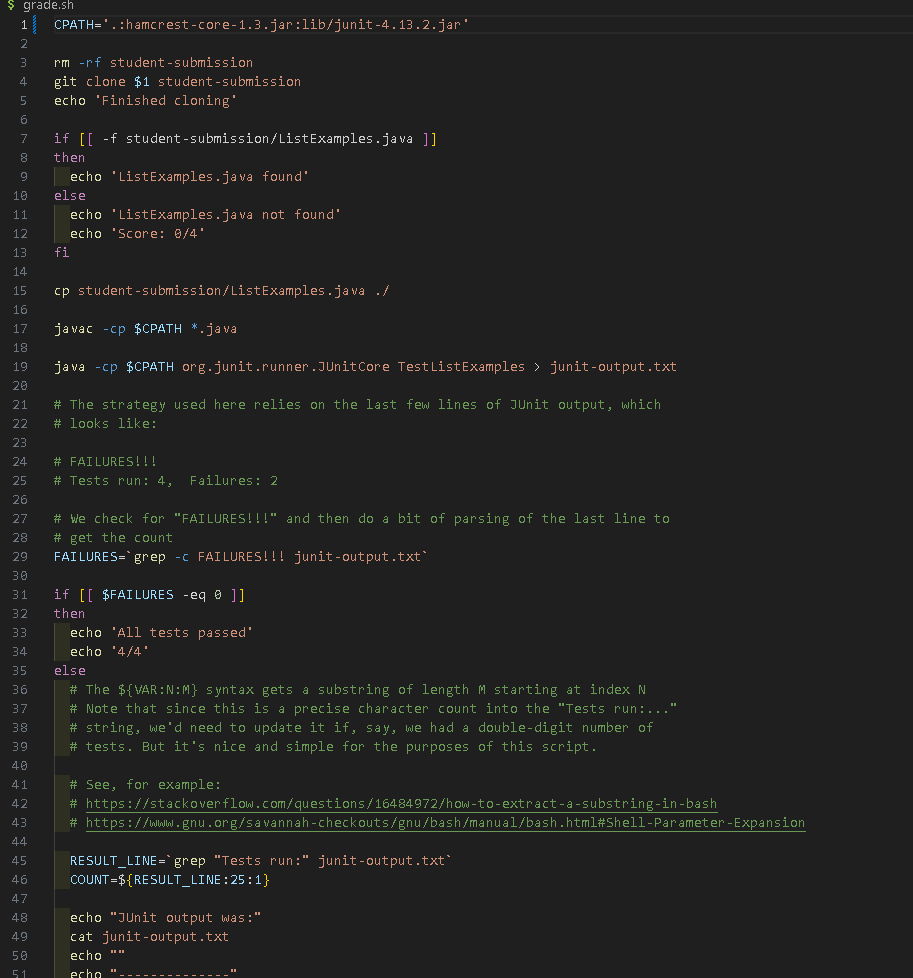 $ grade.sh
1 CPATH='.:hamcrest-core-1.3.jar:lib/junit-4.13.2.jar'
2
3 rm -rf student-submission
4 git clone $1 student-submission
5 echo 'Finished cloning'
6
7 if [[ -f student-submission/ListExamples.java ]]
8 then
9   echo 'ListExamples.java found'
10 else
11   echo 'ListExamples.java not found'
12   echo 'Score: 0/4'
13 fi
14
15 cp student-submission/ListExamples.java ./
16
17 javac -cp $CPATH *.java
18
19 java -cp $CPATH org.junit.runner.JUnitCore TestListExamples > junit-output.txt
20
21 # The strategy used here relies on the last few lines of JUnit output, which
22 # looks like:
23
24 # FAILURES!!!
25 # Tests run: 4,  Failures: 2
26
27 # We check for "FAILURES!!!" and then do a bit of parsing of the last line to
28 # get the count
29 FAILURES=`grep -c FAILURES!!! junit-output.txt`
30
31 if [[ $FAILURES -eq 0 ]]
32 then
33   echo 'All tests passed'
34   echo '4/4'
35 else
36   # The ${VAR:N:M} syntax gets a substring of length M starting at index N
37   # Note that since this is a precise character count into the "Tests run:..."
38   # string, we'd need to update it if, say, we had a double-digit number of
39   # tests. But it's nice and simple for the purposes of this script.
40
41   # See, for example:
42   # https://stackoverflow.com/questions/16484972/how-to-extract-a-substring-in-bash
43   # https://www.gnu.org/savannah-checkouts/gnu/bash/manual/bash.html#Shell-Parameter-Expansion
44
45   RESULT_LINE=`grep "Tests run:" junit-output.txt`
46   COUNT=${RESULT_LINE:25:1}
47
48   echo "JUnit output was:"
49   cat junit-output.txt
50   echo ""
51   echo "--------------"